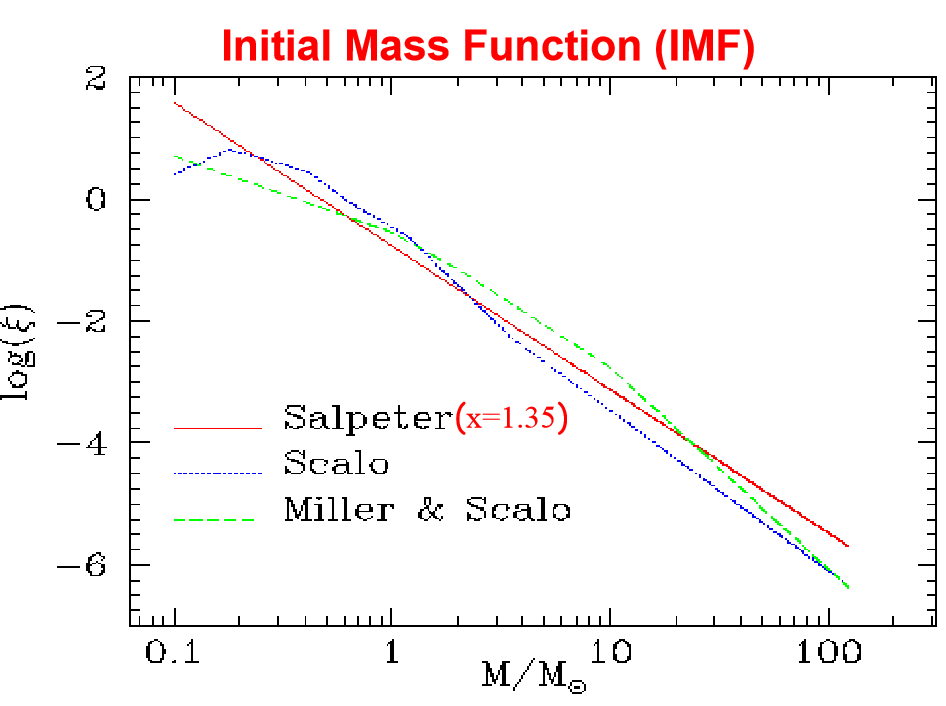 Initial Mass Function (IMF)
2
0
−2
−4
−6
log(ξ)
Salpeter(x=1.35)
Scalo
Miller & Scalo
0.1 1 10 100
M/M☉